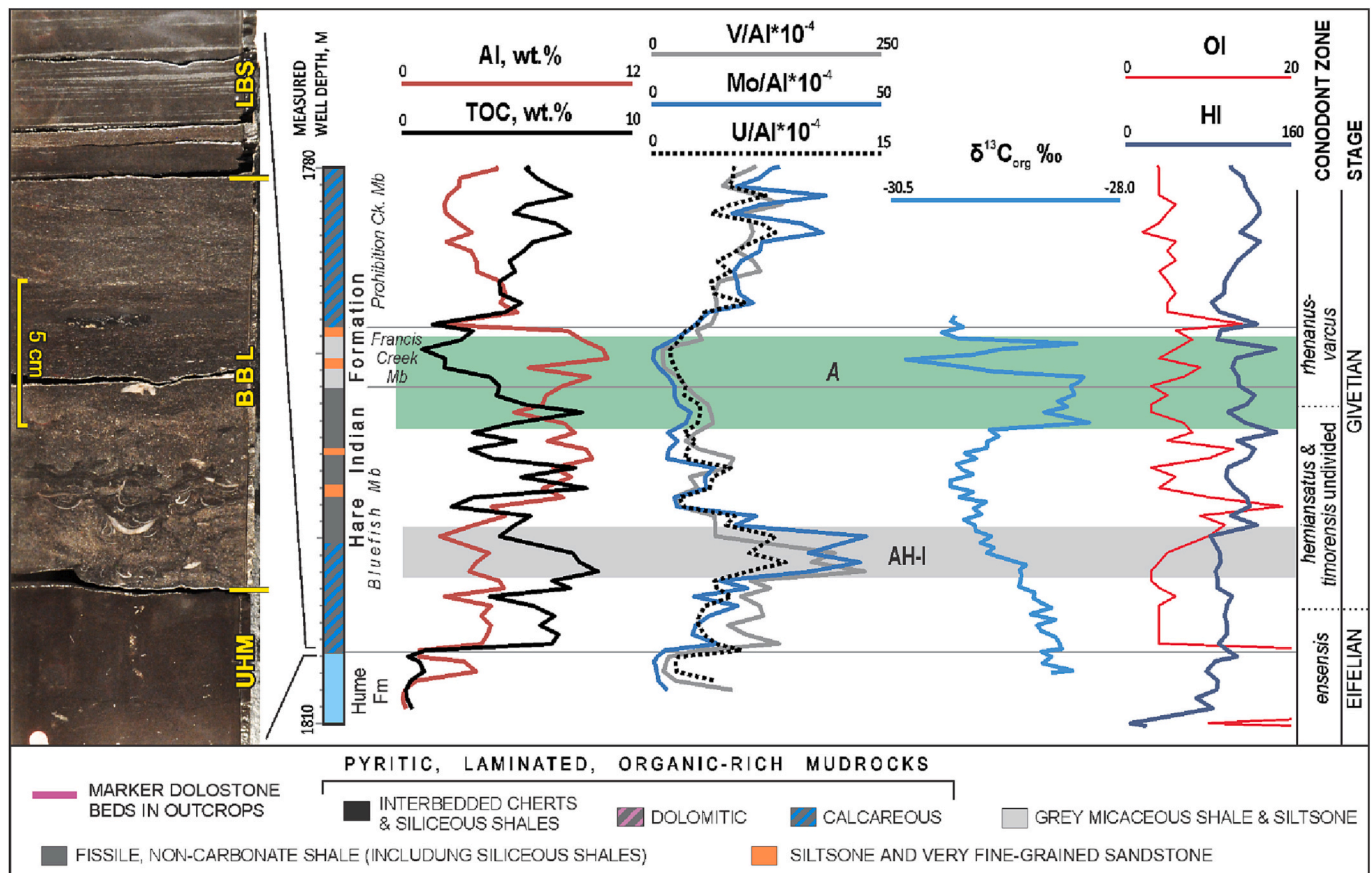 LBS
B B L
UHM
5 cm
MEASURED
WELL DEPTH, M
1780
1810
Formation
Indian
Hare
Prohibition Ck. Mb
Francis
Creek
Mb
Bluefish Mb
Hume
Fm
Al, wt.%
0 12
TOC, wt.%
0 10
V/Al*10⁻⁴
0 250
Mo/Al*10⁻⁴
0 50
U/Al*10⁻⁴
0 15
δ¹³Corg ‰
-30.5 -28.0
OI
0 20
HI
0 160
CONODONT ZONE
STAGE
A
AH-I
rhenanus-
varcus
hemiansatus &
timorensis undivided
ensensis
GIVETIAN
EIFELIAN
PYRITIC, LAMINATED, ORGANIC-RICH MUDROCKS
MARKER DOLOSTONE
BEDS IN OUTCROPS
INTERBEDDED CHERTS
& SILICEOUS SHALES
DOLOMITIC
CALCAREOUS
GREY MICACEOUS SHALE & SILTSONE
FISSILE, NON-CARBONATE SHALE (INCLUDUNG SILICEOUS SHALES)
SILTSONE AND VERY FINE-GRAINED SANDSTONE